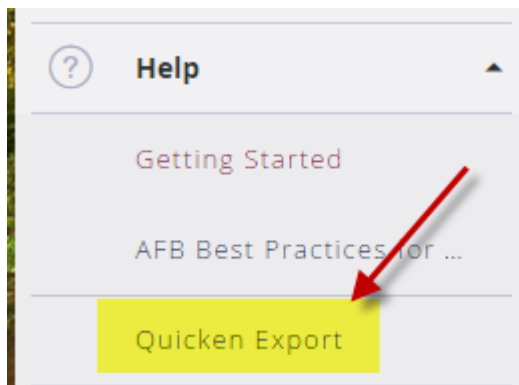 ?
Help
Getting Started
AFB Best Practices for ...
Quicken Export